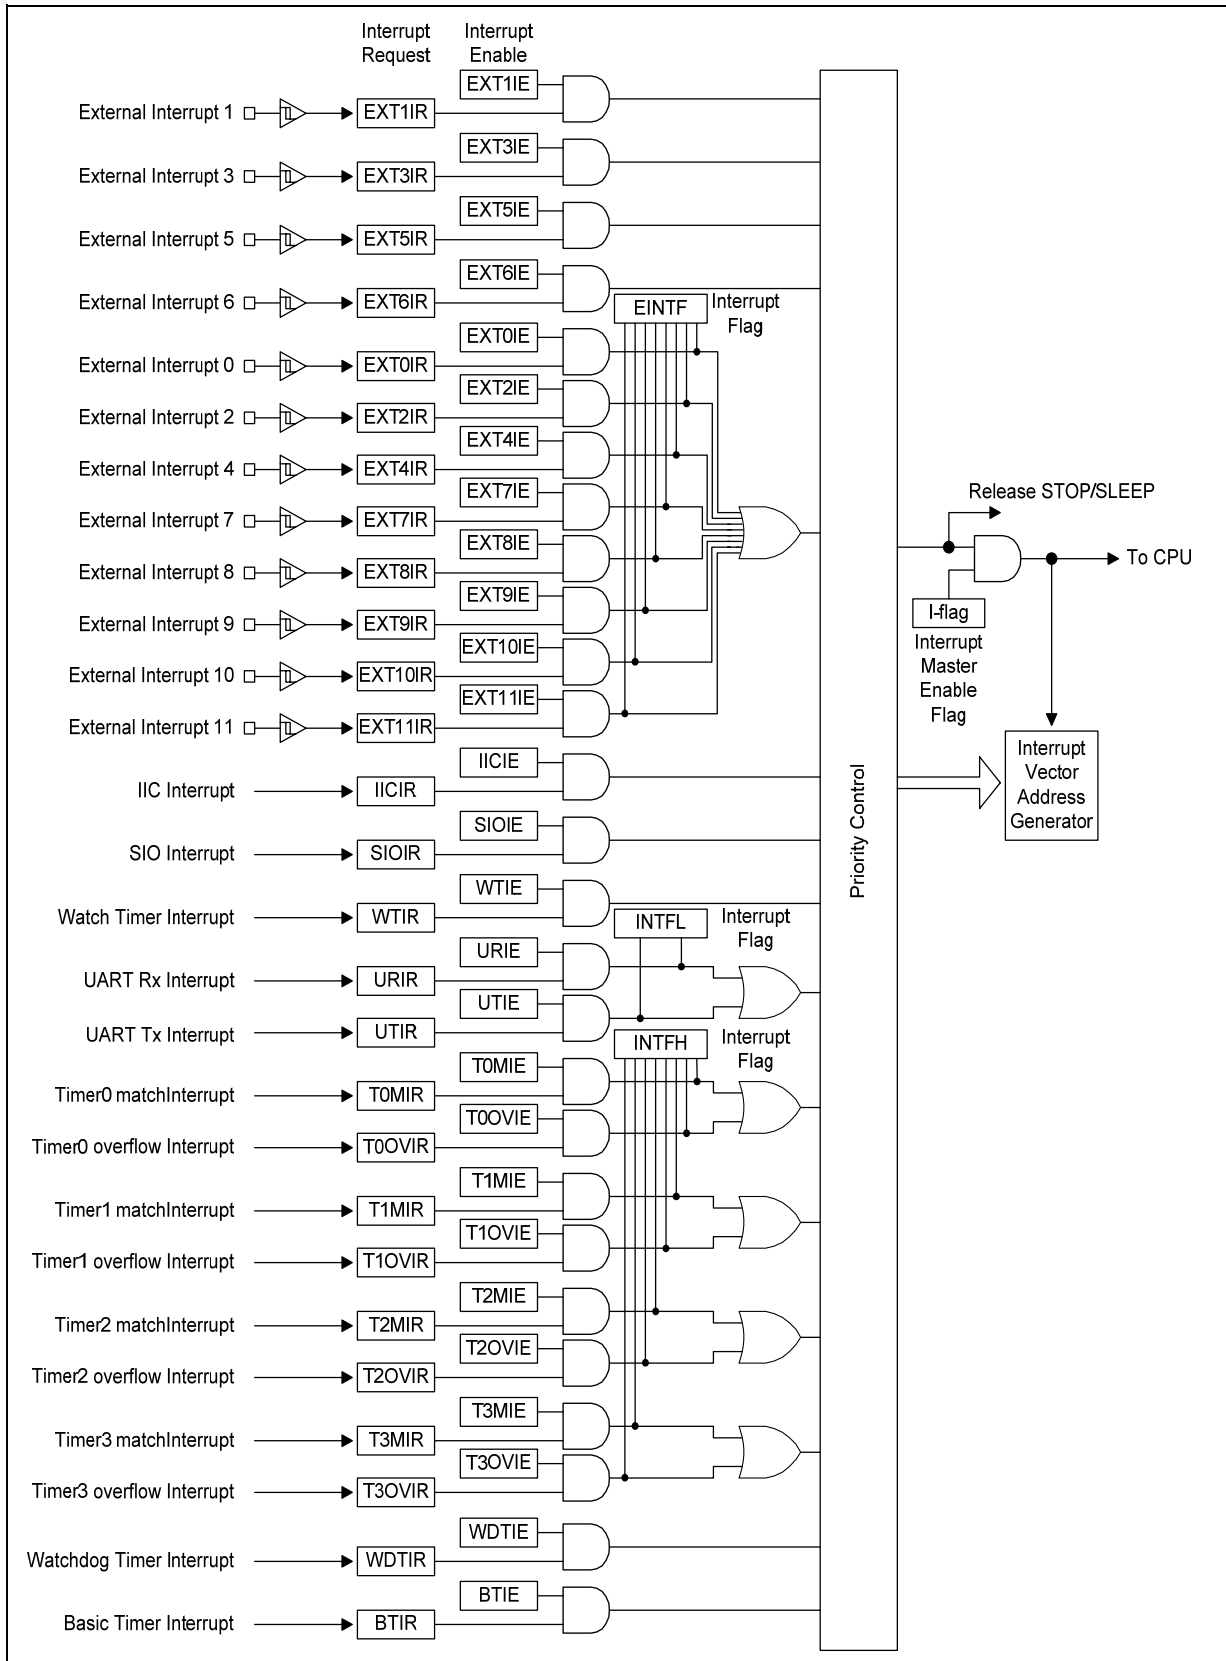 Interrupt
Request
Interrupt
Enable
EXT1IE
External Interrupt 1
EXT1IR
EXT3IE
External Interrupt 3
EXT3IR
EXT5IE
External Interrupt 5
EXT5IR
EXT6IE
External Interrupt 6
EXT6IR
EINTF
Interrupt
Flag
EXT0IE
External Interrupt 0
EXT0IR
EXT2IE
External Interrupt 2
EXT2IR
EXT4IE
External Interrupt 4
EXT4IR
EXT7IE
External Interrupt 7
EXT7IR
EXT8IE
External Interrupt 8
EXT8IR
EXT9IE
External Interrupt 9
EXT9IR
EXT10IE
External Interrupt 10
EXT10IR
EXT11IE
External Interrupt 11
EXT11IR
IICIE
IIC Interrupt
IICIR
SIOIE
SIO Interrupt
SIOIR
WTIE
Watch Timer Interrupt
WTIR
INTFL
Interrupt
Flag
URIE
UART Rx Interrupt
URIR
UTIE
UART Tx Interrupt
UTIR
INTFH
Interrupt
Flag
T0MIE
Timer0 matchInterrupt
T0MIR
T0OVIE
Timer0 overflow Interrupt
T0OVIR
T1MIE
Timer1 matchInterrupt
T1MIR
T1OVIE
Timer1 overflow Interrupt
T1OVIR
T2MIE
Timer2 matchInterrupt
T2MIR
T2OVIE
Timer2 overflow Interrupt
T2OVIR
T3MIE
Timer3 matchInterrupt
T3MIR
T3OVIE
Timer3 overflow Interrupt
T3OVIR
WDTIE
Watchdog Timer Interrupt
WDTIR
BTIE
Basic Timer Interrupt
BTIR
Priority Control
Release STOP/SLEEP
To CPU
I-flag
Interrupt
Master
Enable
Flag
Interrupt
Vector
Address
Generator